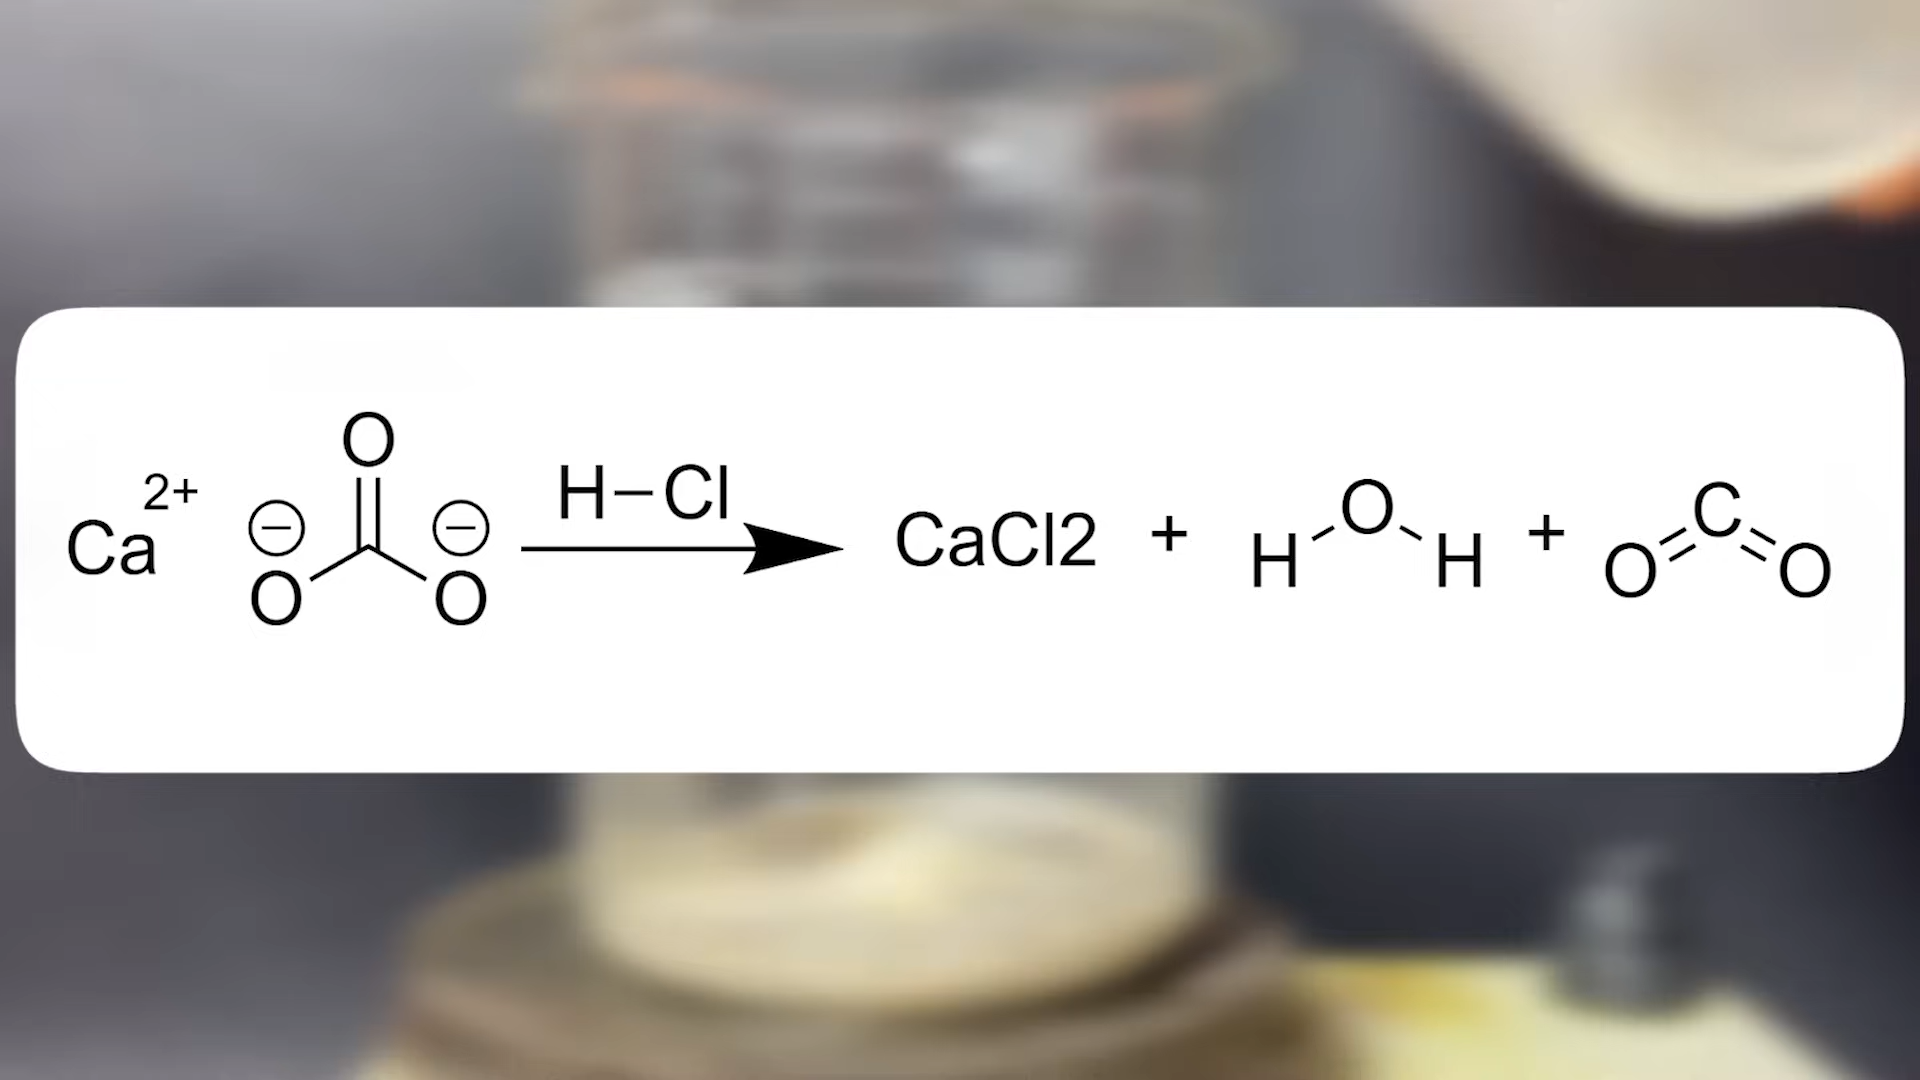 Ca 2+ ⊖ O O ⊖ O H–Cl CaCl2 + H O H + O C O